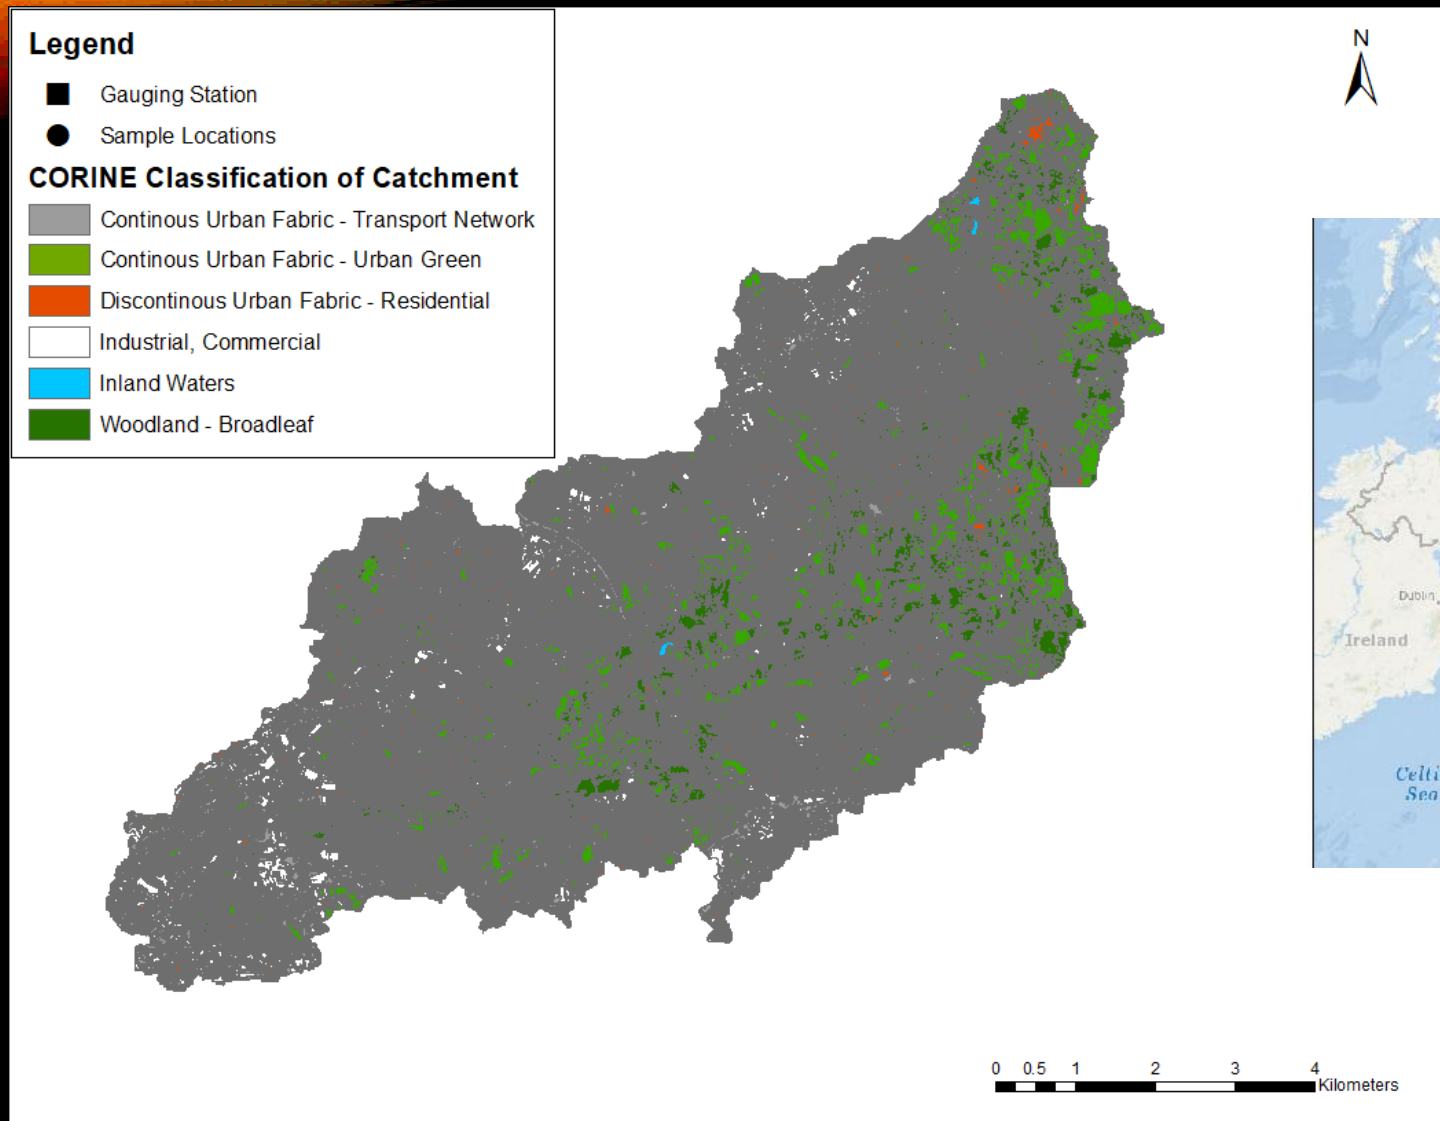 Legend
Gauging Station
Sample Locations
CORINE Classification of Catchment
Continous Urban Fabric - Transport Network
Continous Urban Fabric - Urban Green
Discontinous Urban Fabric - Residential
Industrial, Commercial
Inland Waters
Woodland - Broadleaf
N
Dublin
Ireland
Celti
Sea
0 0.5 1 2 3 4
Kilometers